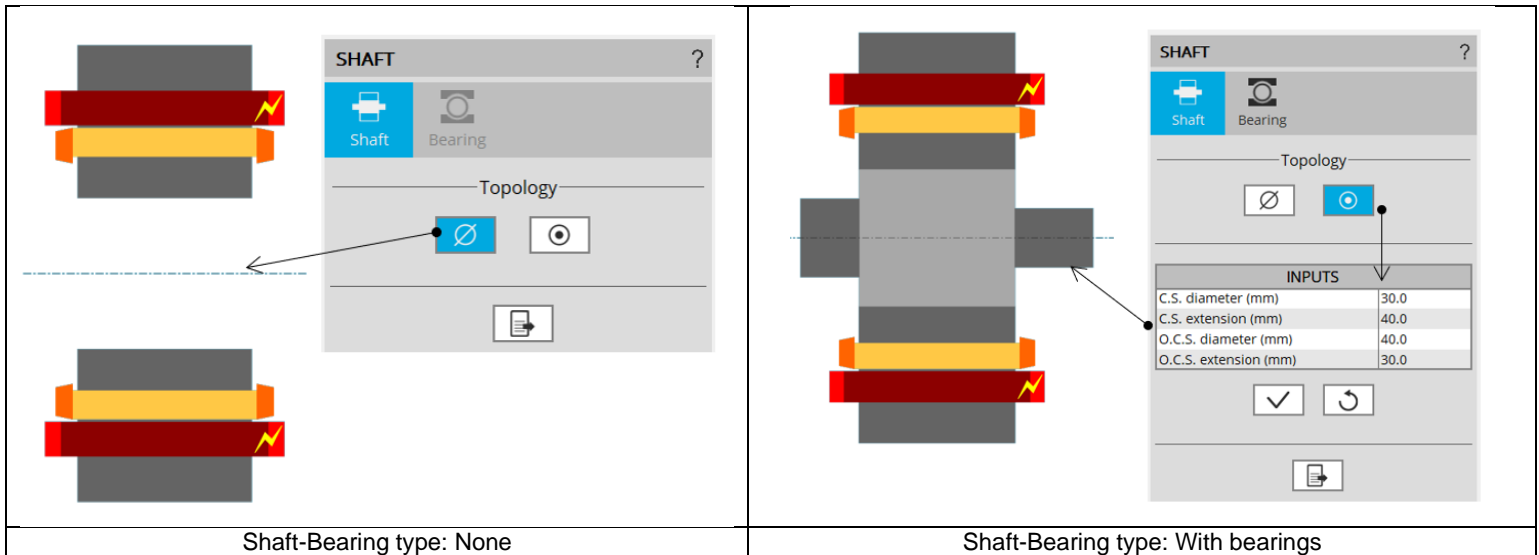 SHAFT ?
Shaft Bearing
Topology
SHAFT ?
Shaft Bearing
Topology
INPUTS
C.S. diameter (mm) 30.0
C.S. extension (mm) 40.0
O.C.S. diameter (mm) 40.0
O.C.S. extension (mm) 30.0
Shaft-Bearing type: None
Shaft-Bearing type: With bearings